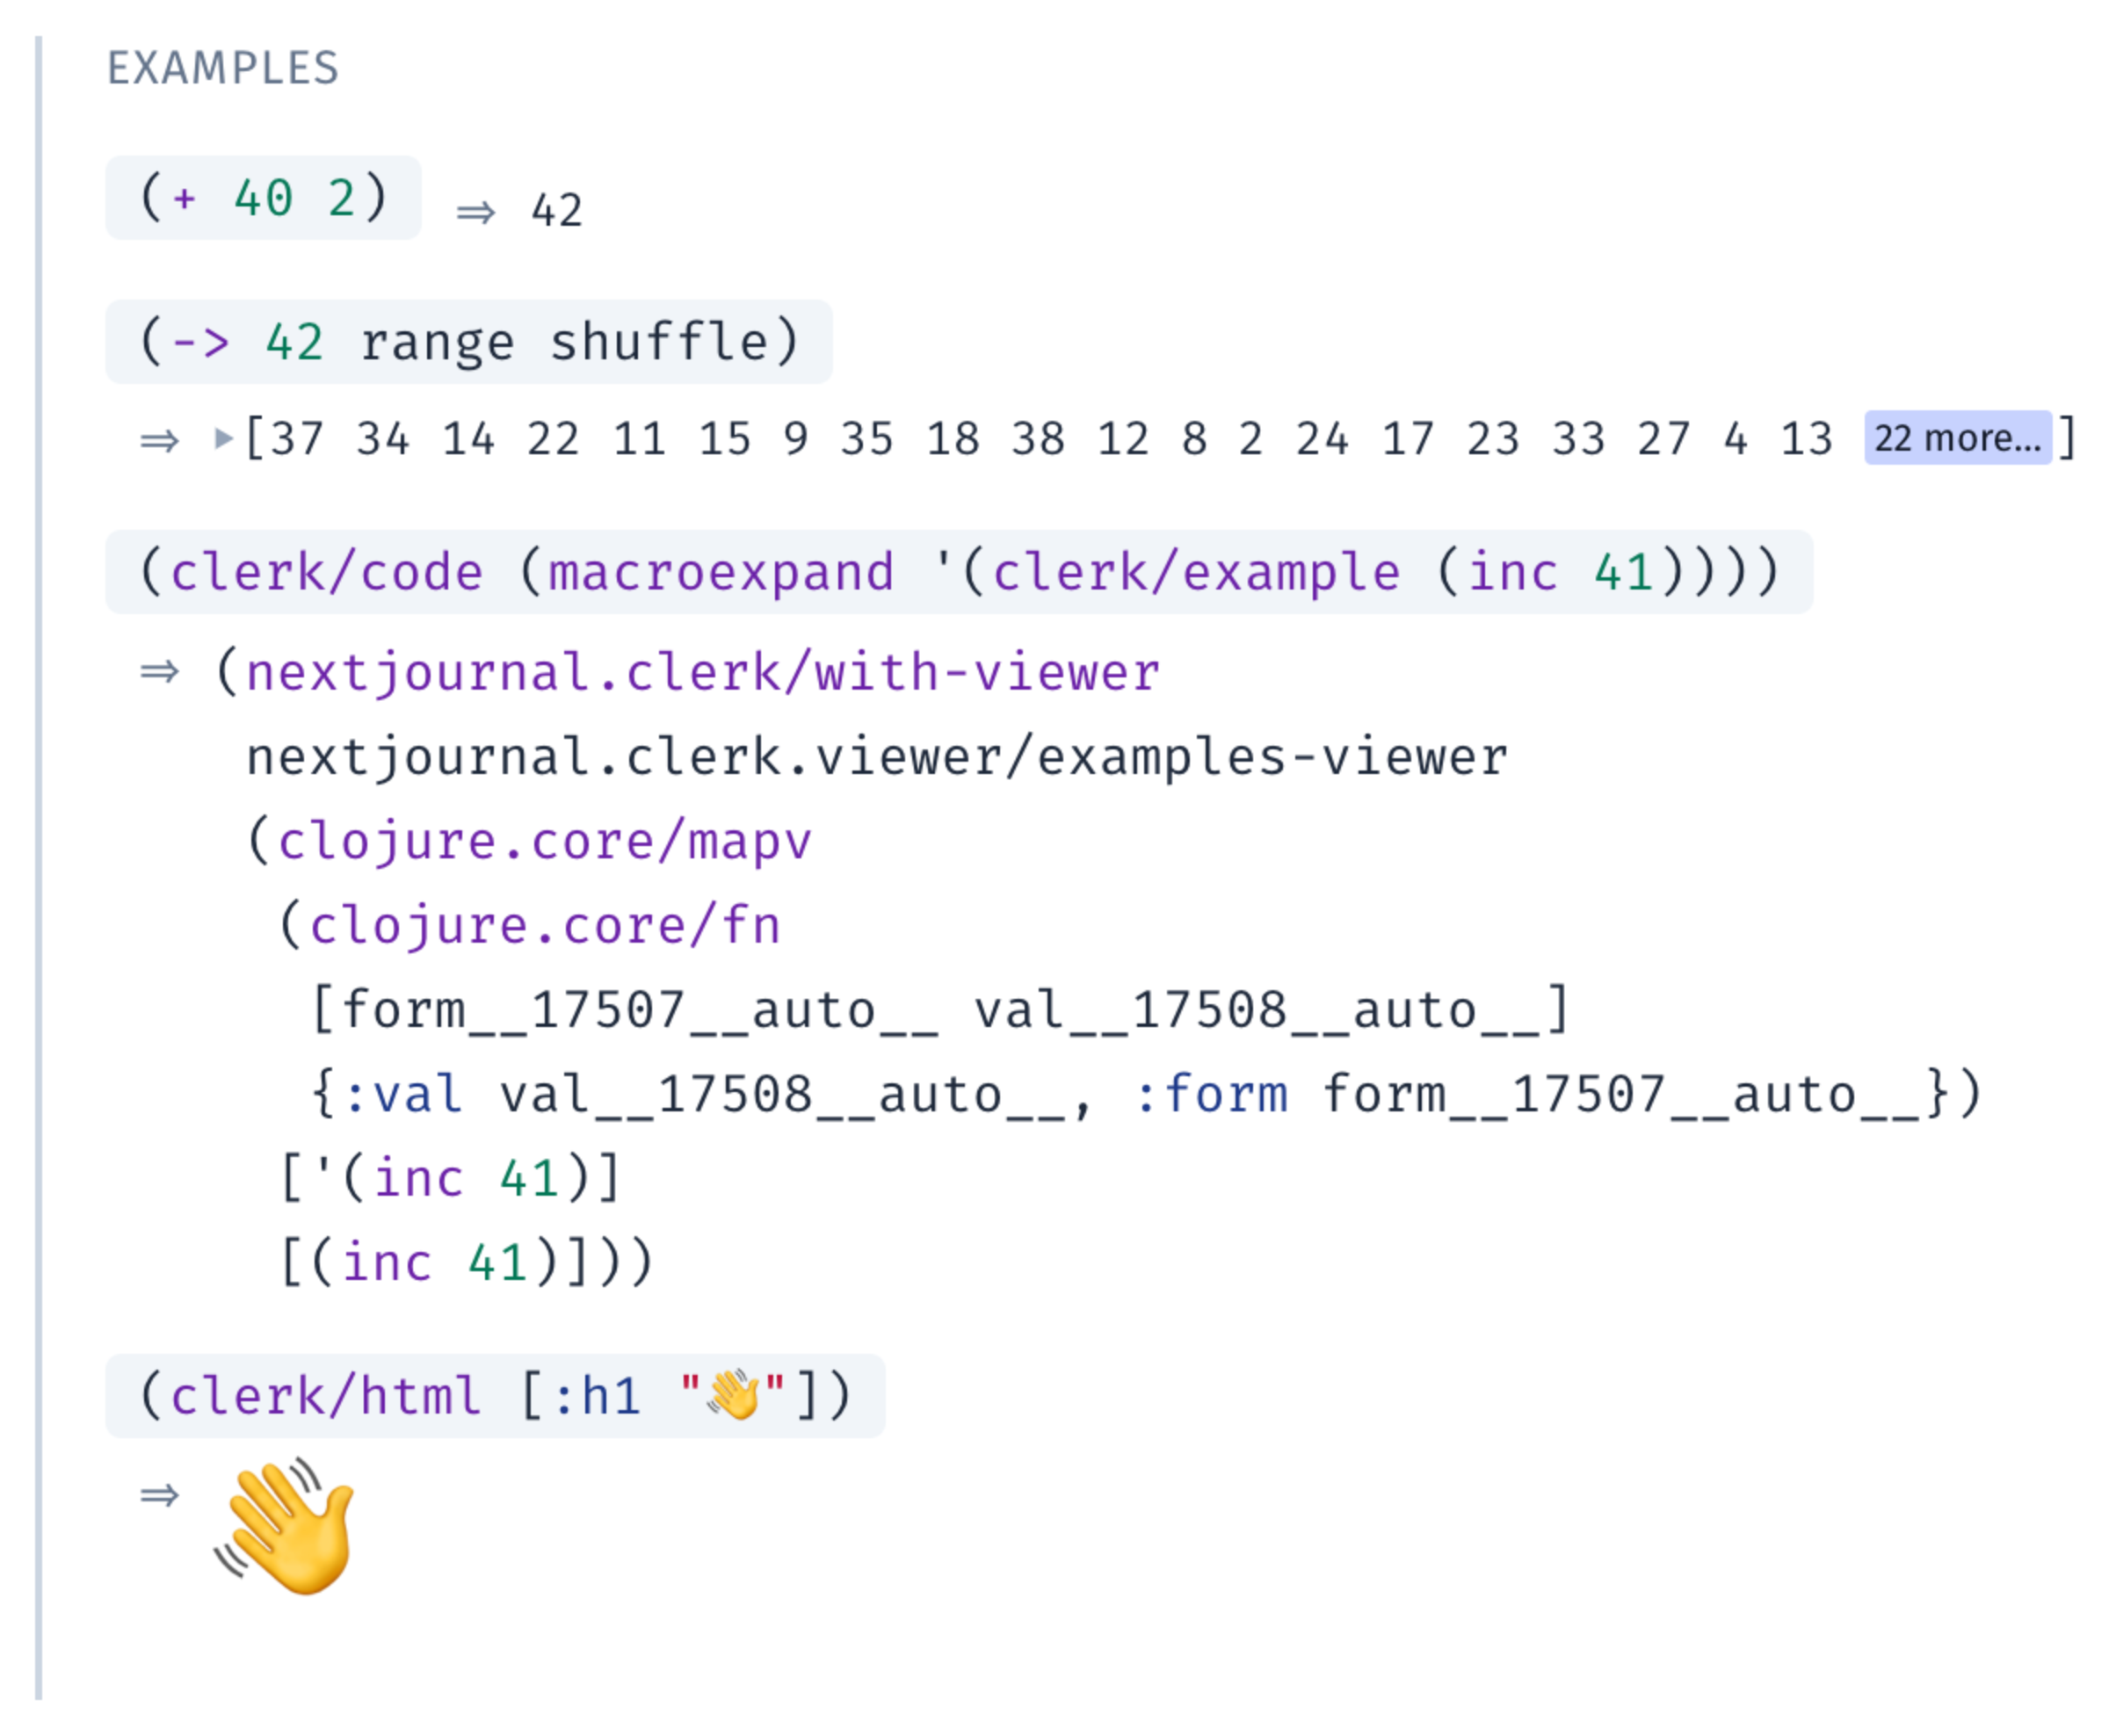 EXAMPLES
(+ 40 2) ⇒ 42
(-> 42 range shuffle)
⇒ ▶[37 34 14 22 11 15 9 35 18 38 12 8 2 24 17 23 33 27 4 13 22 more… ]
(clerk/code (macroexpand '(clerk/example (inc 41))))
⇒ (nextjournal.clerk/with-viewer
nextjournal.clerk.viewer/examples-viewer
(clojure.core/mapv
(clojure.core/fn
[form__17507__auto__ val__17508__auto__]
{:val val__17508__auto__, :form form__17507__auto__})
['(inc 41)]
[(inc 41)]))
(clerk/html [:h1 "👋"])
⇒ 👋